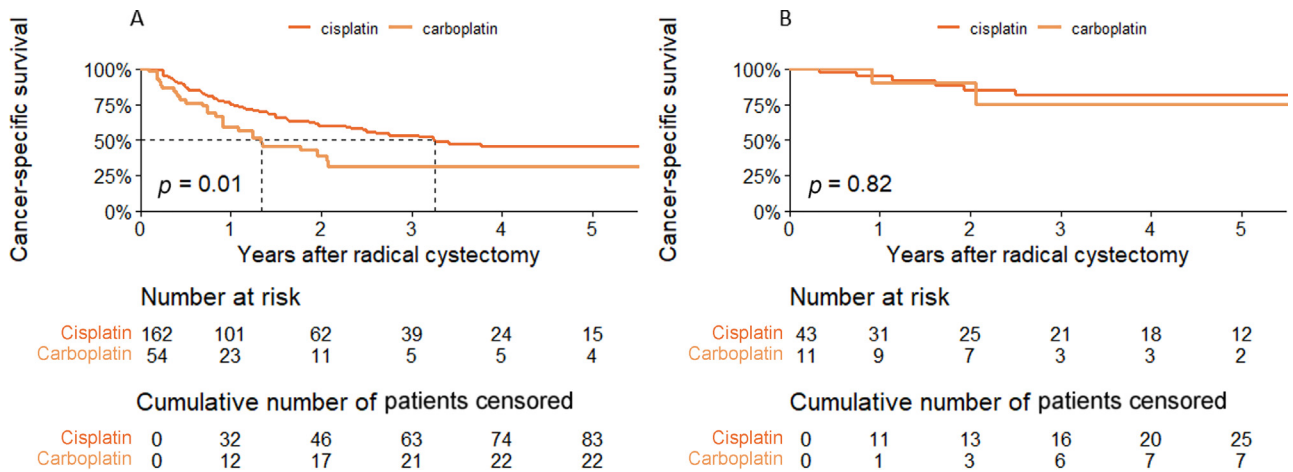 A
cisplatin carboplatin
Cancer-specific survival
100%
75%
50%
25%
0%
p = 0.01
0 1 2 3 4 5
Years after radical cystectomy
Number at risk
Cisplatin 162 101 62 39 24 15
Carboplatin 54 23 11 5 5 4
Cumulative number of patients censored
Cisplatin 0 32 46 63 74 83
Carboplatin 0 12 17 21 22 22
B
cisplatin carboplatin
Cancer-specific survival
100%
75%
50%
25%
0%
p = 0.82
0 1 2 3 4 5
Years after radical cystectomy
Number at risk
Cisplatin 43 31 25 21 18 12
Carboplatin 11 9 7 3 3 2
Cumulative number of patients censored
Cisplatin 0 11 13 16 20 25
Carboplatin 0 1 3 6 7 7